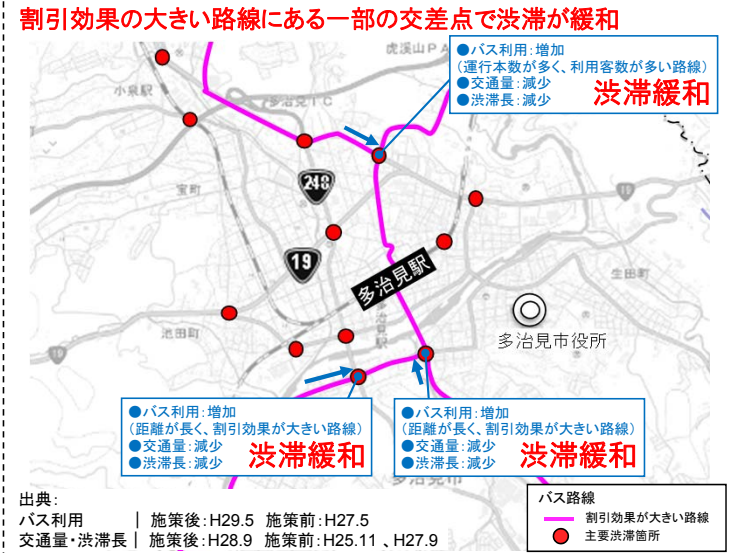 割引効果の大きい路線にある一部の交差点で渋滞が緩和
●バス利用:増加
(運行本数が多く、利用客数が多い路線)
●交通量:減少
●渋滞長:減少
渋滞緩和
虎渓山PA
小泉駅
多治見IC
248
宝町
19
19
多治見駅
生田町
多治見市役所
池田町
19
多治見駅
●バス利用:増加
(距離が長く、割引効果が大きい路線)
●交通量:減少
●渋滞長:減少
渋滞緩和
●バス利用:増加
(距離が長く、割引効果が大きい路線)
●交通量:減少
●渋滞長:減少
渋滞緩和
多治見市
出典:
バス利用 | 施策後:H29.5 施策前:H27.5
交通量・渋滞長 | 施策後:H28.9 施策前:H25.11 、H27.9
バス路線
割引効果が大きい路線
主要渋滞箇所